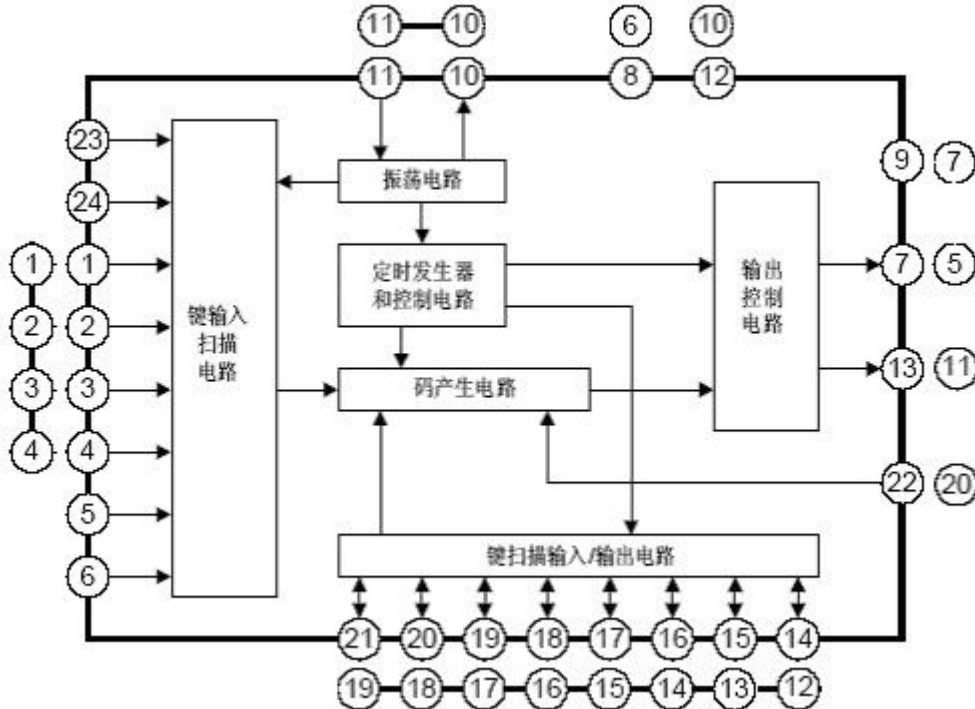 11 10 6 10
11 10 8 12
23
24
1 1
2 2
3 3
4 4
5
6
键输入
扫描
电路
振荡电路
定时发生器
和控制电路
码产生电路
输出
控制
电路
9 7
7 5
13 11
22 20
键扫描输入/输出电路
21 20 19 18 17 16 15 14
19 18 17 16 15 14 13 12